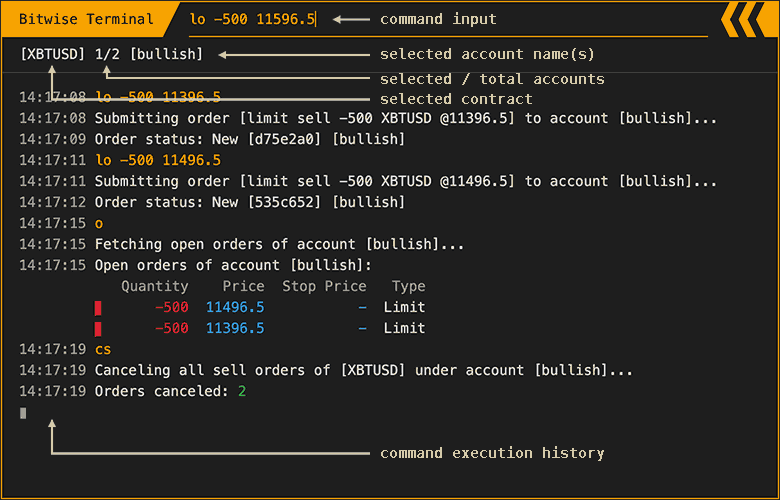 Bitwise Terminal lo -500 11596.5 command input
[XBTUSD] 1/2 [bullish] selected account name(s)
selected / total accounts
14:17:08 lo -500 11396.5 selected contract
14:17:08 Submitting order [limit sell -500 XBTUSD @11396.5] to account [bullish]...
14:17:09 Order status: New [d75e2a0] [bullish]
14:17:11 lo -500 11496.5
14:17:11 Submitting order [limit sell -500 XBTUSD @11496.5] to account [bullish]...
14:17:12 Order status: New [535c652] [bullish]
14:17:15 o
14:17:15 Fetching open orders of account [bullish]...
14:17:15 Open orders of account [bullish]:
Quantity Price Stop Price Type
-500 11496.5 - Limit
-500 11396.5 - Limit
14:17:19 cs
14:17:19 Canceling all sell orders of [XBTUSD] under account [bullish]...
14:17:19 Orders canceled: 2
command execution history